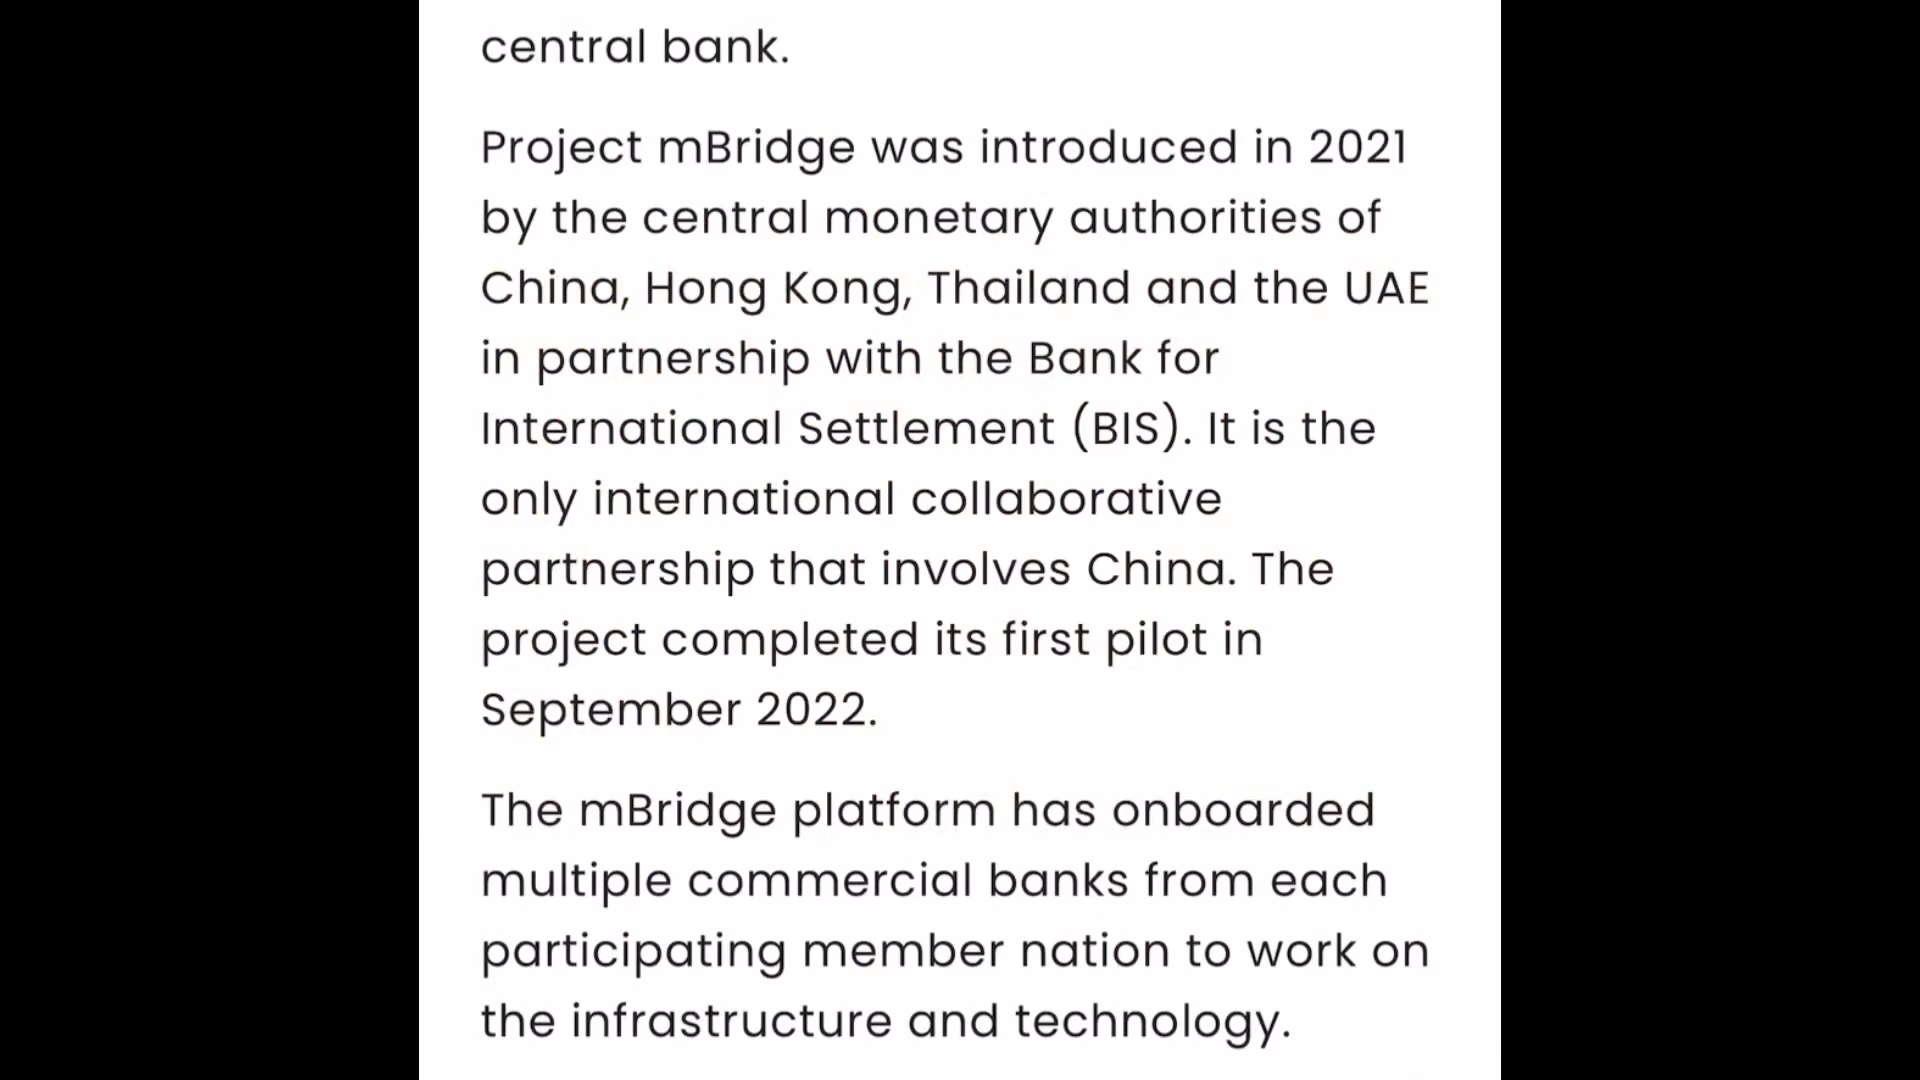 central bank.
Project mBridge was introduced in 2021
by the central monetary authorities of
China, Hong Kong, Thailand and the UAE
in partnership with the Bank for
International Settlement (BIS). It is the
only international collaborative
partnership that involves China. The
project completed its first pilot in
September 2022.
The mBridge platform has onboarded
multiple commercial banks from each
participating member nation to work on
the infrastructure and technology.